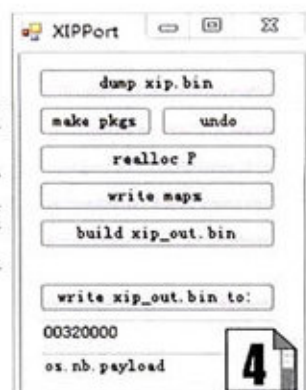 XIPPort
dump xip.bin
make pkgs undo
realloc P
write maps
build xip_out.bin
write xip_out.bin to:
00320000
os.nb.payload
4